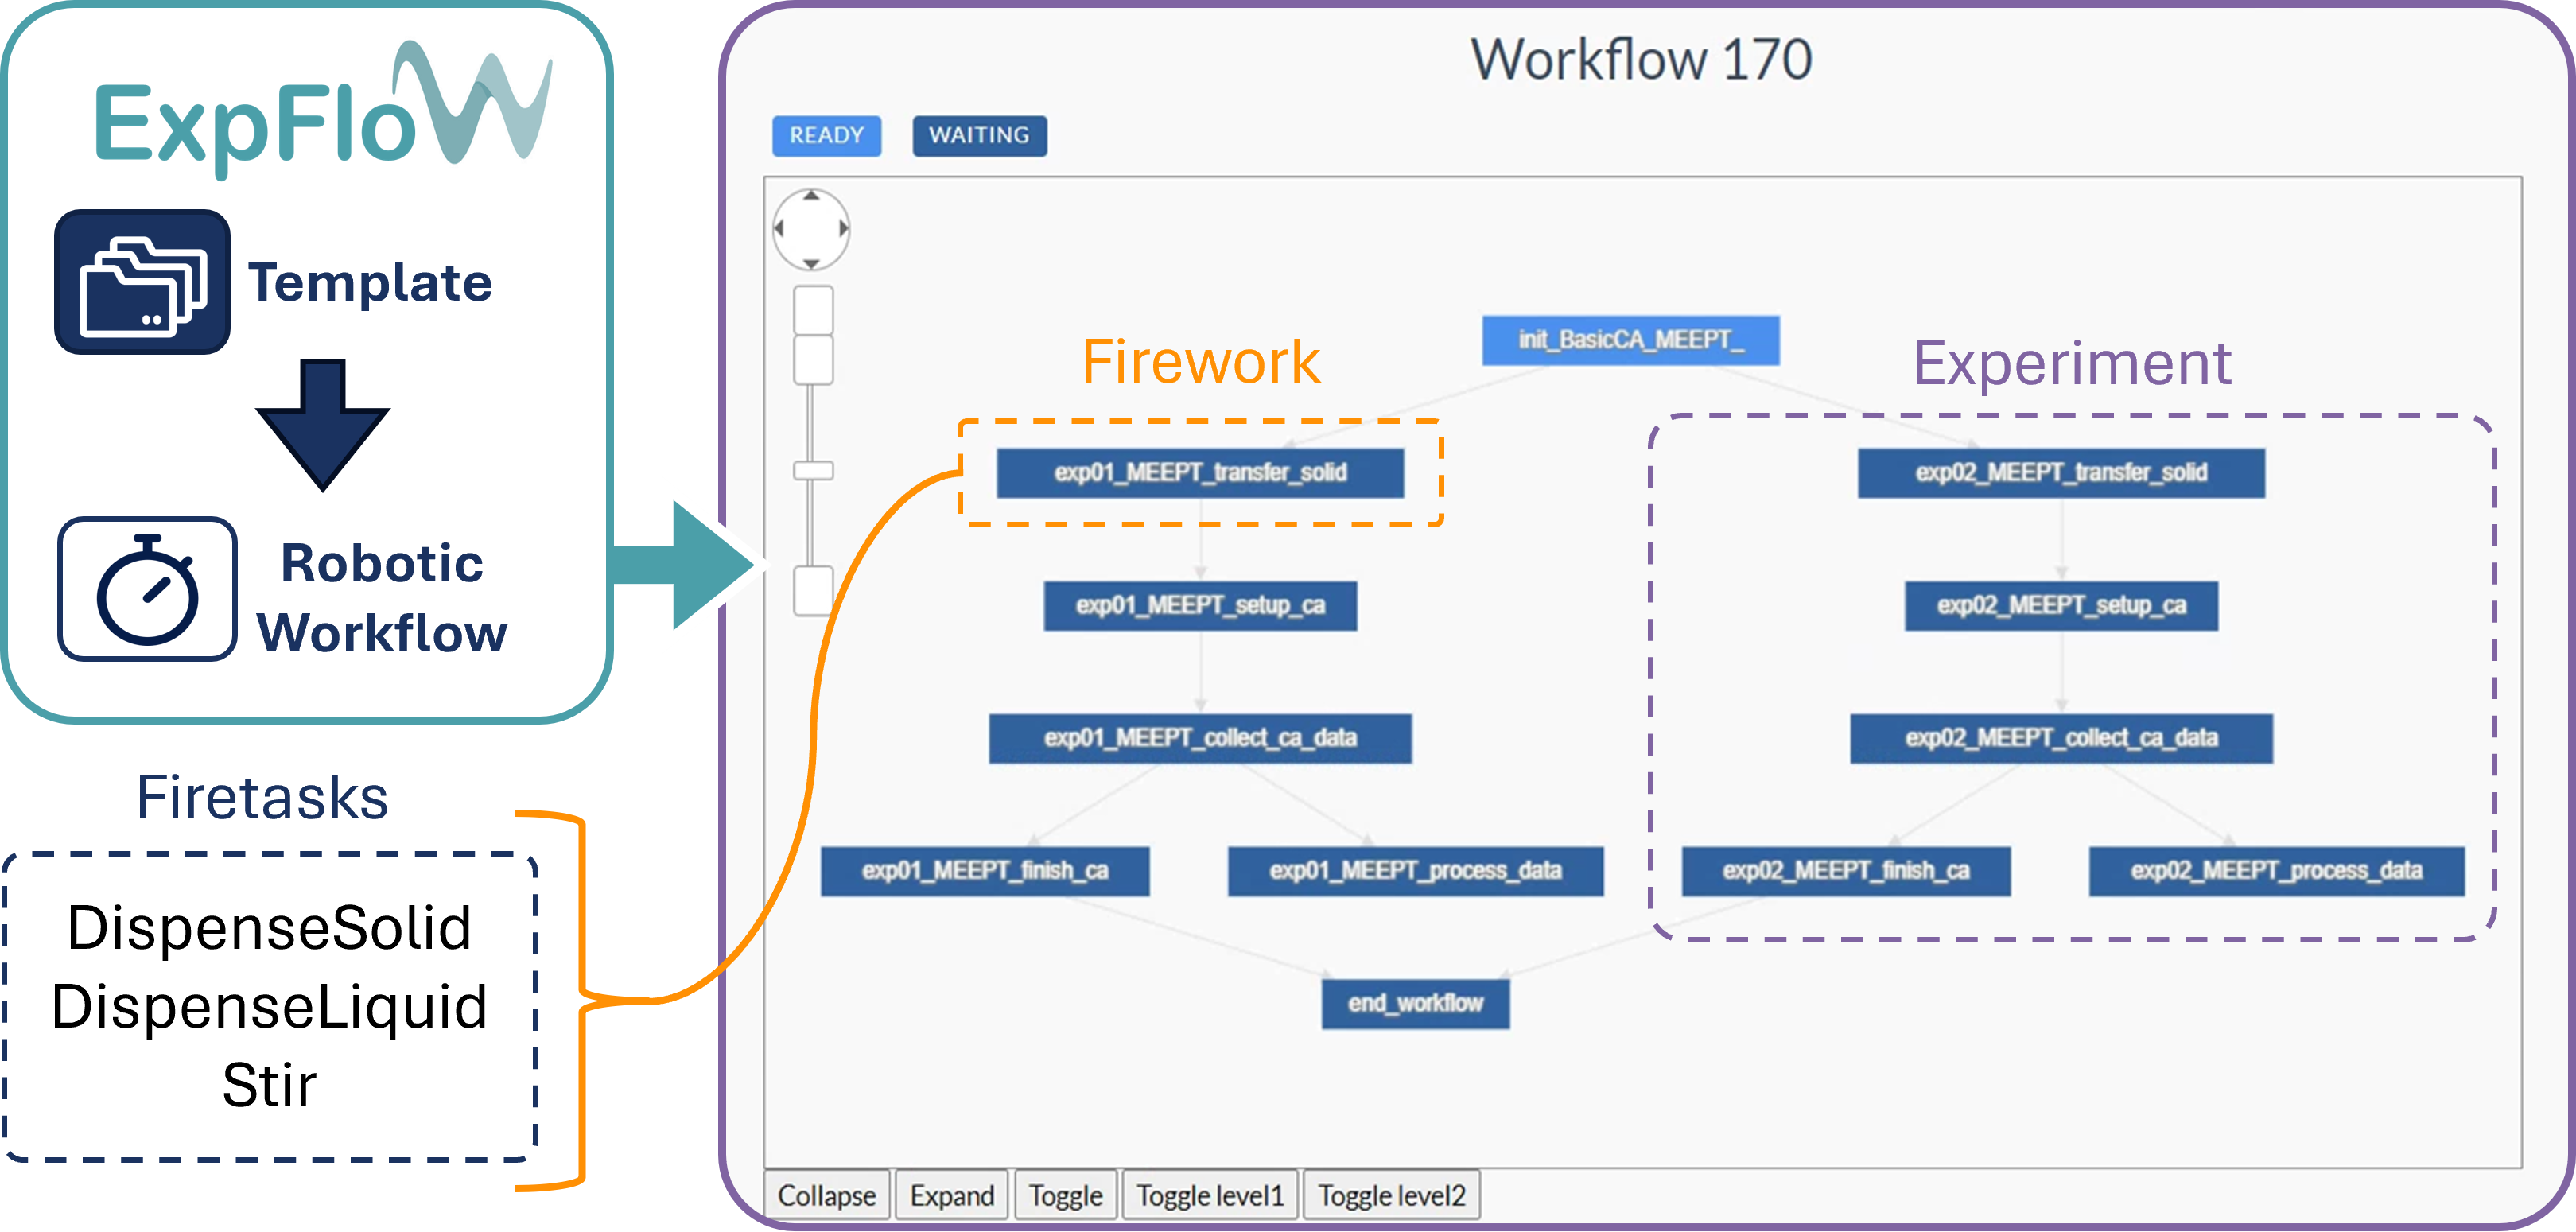 ExpFloW
Template
Robotic
Workflow
Firetasks
DispenseSolid
DispenseLiquid
Stir
Workflow 170
READY
WAITING
Firework
Experiment
init_BasicCA_MEEPT_
exp01_MEEPT_transfer_solid
exp02_MEEPT_transfer_solid
exp01_MEEPT_setup_ca
exp02_MEEPT_setup_ca
exp01_MEEPT_collect_ca_data
exp02_MEEPT_collect_ca_data
exp01_MEEPT_finish_ca
exp01_MEEPT_process_data
exp02_MEEPT_finish_ca
exp02_MEEPT_process_data
end_workflow
Collapse
Expand
Toggle
Toggle level1
Toggle level2